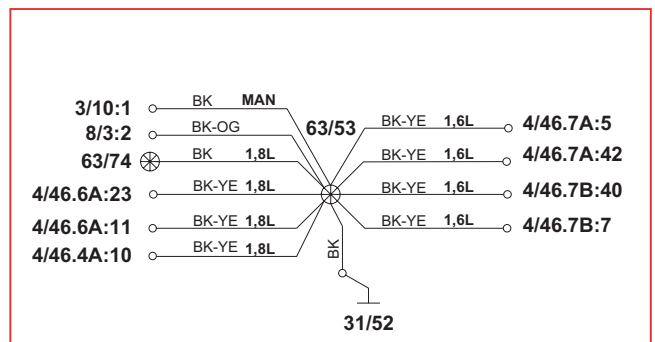 3/10:1 BK MAN
8/3:2 BK-OG 63/53 BK-YE 1,6L 4/46.7A:5
63/74 BK 1,8L BK-YE 1,6L 4/46.7A:42
4/46.6A:23 BK-YE 1,8L BK-YE 1,6L 4/46.7B:40
4/46.6A:11 BK-YE 1,8L BK-YE 1,6L 4/46.7B:7
4/46.4A:10 BK-YE 1,8L BK
31/52